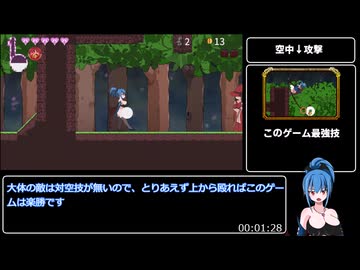 2
13
空中↓攻撃
このゲーム最強技
大体の敵は対空技が無いので、とりあえず上から殴ればこのゲー
ムは楽勝です
00:01:28